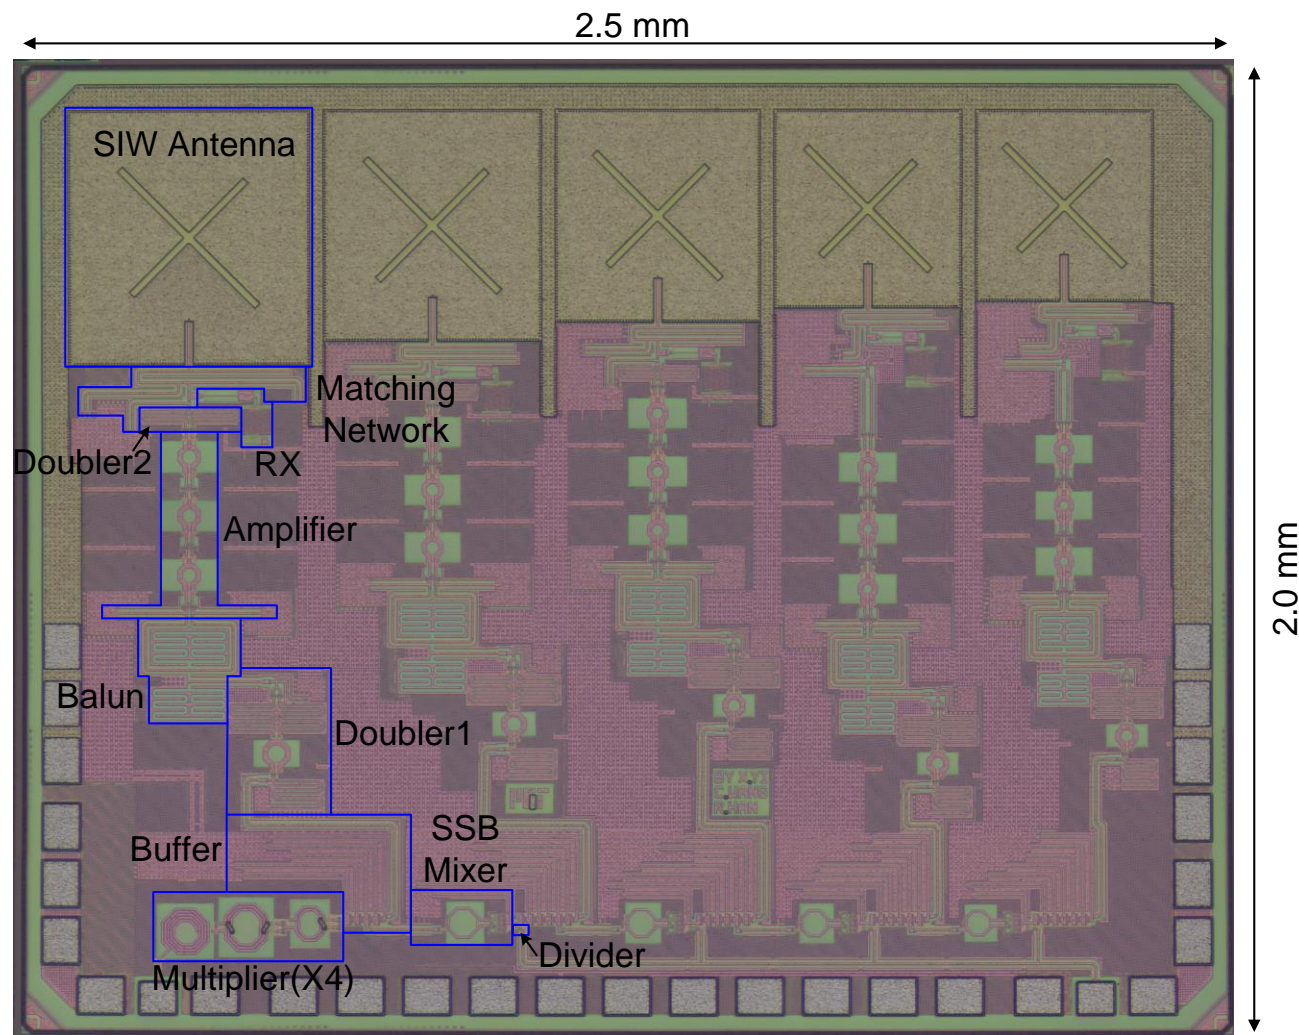 2.5 mm
SIW Antenna
Matching
Network
Doubler2
RX
Amplifier
2.0 mm
Balun
Doubler1
SSB
Mixer
Buffer
Divider
Multiplier(X4)